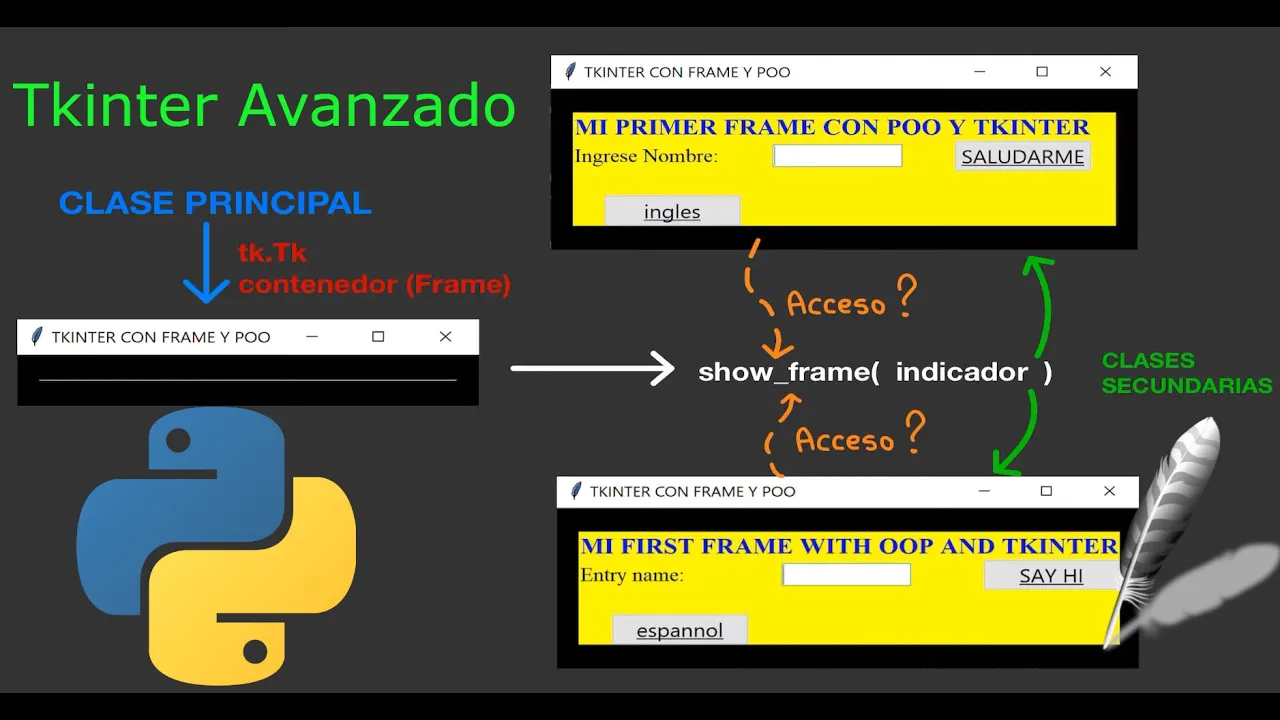 Tkinter Avanzado
CLASE PRINCIPAL
tk.Tk
contenedor (Frame)
TKINTER CON FRAME Y POO
TKINTER CON FRAME Y POO
MI PRIMER FRAME CON POO Y TKINTER
Ingrese Nombre:
SALUDARME
ingles
Acceso ?
show_frame( indicador )
CLASES
SECUNDARIAS
Acceso ?
TKINTER CON FRAME Y POO
MI FIRST FRAME WITH OOP AND TKINTER
Entry name:
SAY HI
espannol